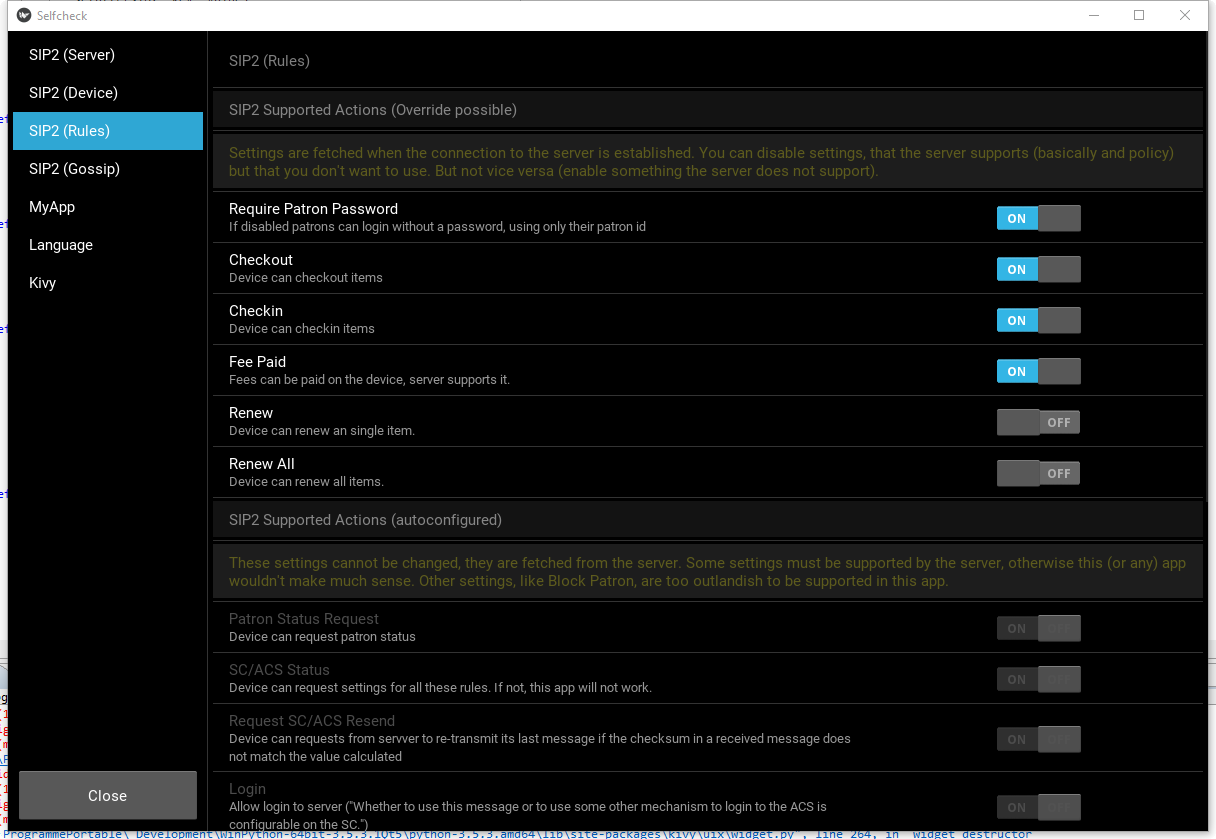 Selfcheck
SIP2 (Server)
SIP2 (Device)
SIP2 (Rules)
SIP2 (Gossip)
MyApp
Language
Kivy
Close
SIP2 (Rules)
SIP2 Supported Actions (Override possible)
Settings are fetched when the connection to the server is established. You can disable settings, that the server supports (basically and policy)
but that you don't want to use. But not vice versa (enable something the server does not support).
Require Patron Password
If disabled patrons can login without a password, using only their patron id
ON
Checkout
Device can checkout items
ON
Checkin
Device can checkin items
ON
Fee Paid
Fees can be paid on the device, server supports it.
ON
Renew
Device can renew an single item.
OFF
Renew All
Device can renew all items.
OFF
SIP2 Supported Actions (autoconfigured)
These settings cannot be changed, they are fetched from the server. Some settings must be supported by the server, otherwise this (or any) app
wouldn't make much sense. Other settings, like Block Patron, are too outlandish to be supported in this app.
Patron Status Request
Device can request patron status
ON
SC/ACS Status
Device can request settings for all these rules. If not, this app will not work.
ON
Request SC/ACS Resend
Device can requests from servver to re-transmit its last message if the checksum in a received message does
not match the value calculated
ON
Login
Allow login to server ("Whether to use this message or to use some other mechanism to login to the ACS is
configurable on the SC.")
ON
ProgrammePortable\_Development\WinPython-64bit-3.5.3.1Qt5\python-3.5.3.amd64\lib\site-packages\kivy\uix\widget.py", line 264, in _widget_destructor